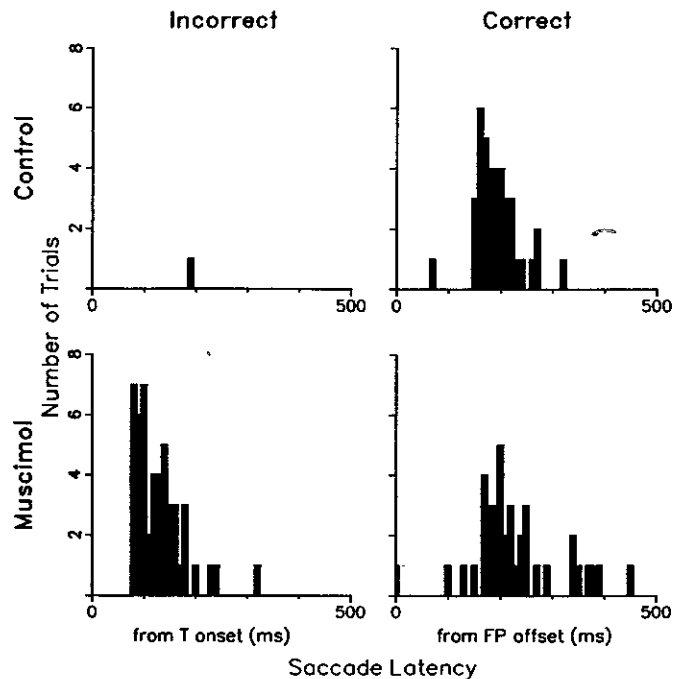 Incorrect
Correct
Control
Muscimol
Number of Trials
8
6
4
2
0
500
0
500
8
6
4
2
0
500
0
500
from T onset (ms)
from FP offset (ms)
Saccade Latency